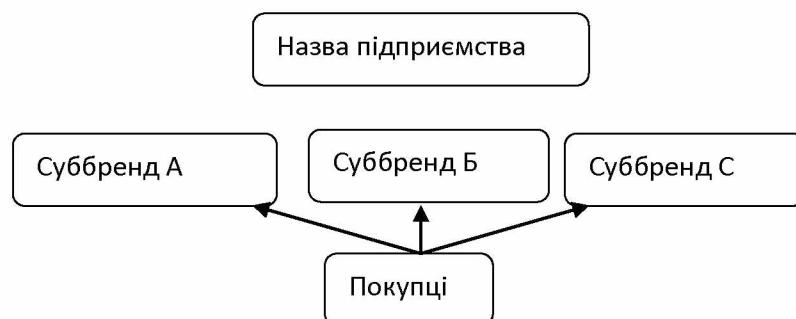 Назва підприємства
Суббренд А
Суббренд Б
Суббренд С
Покупці